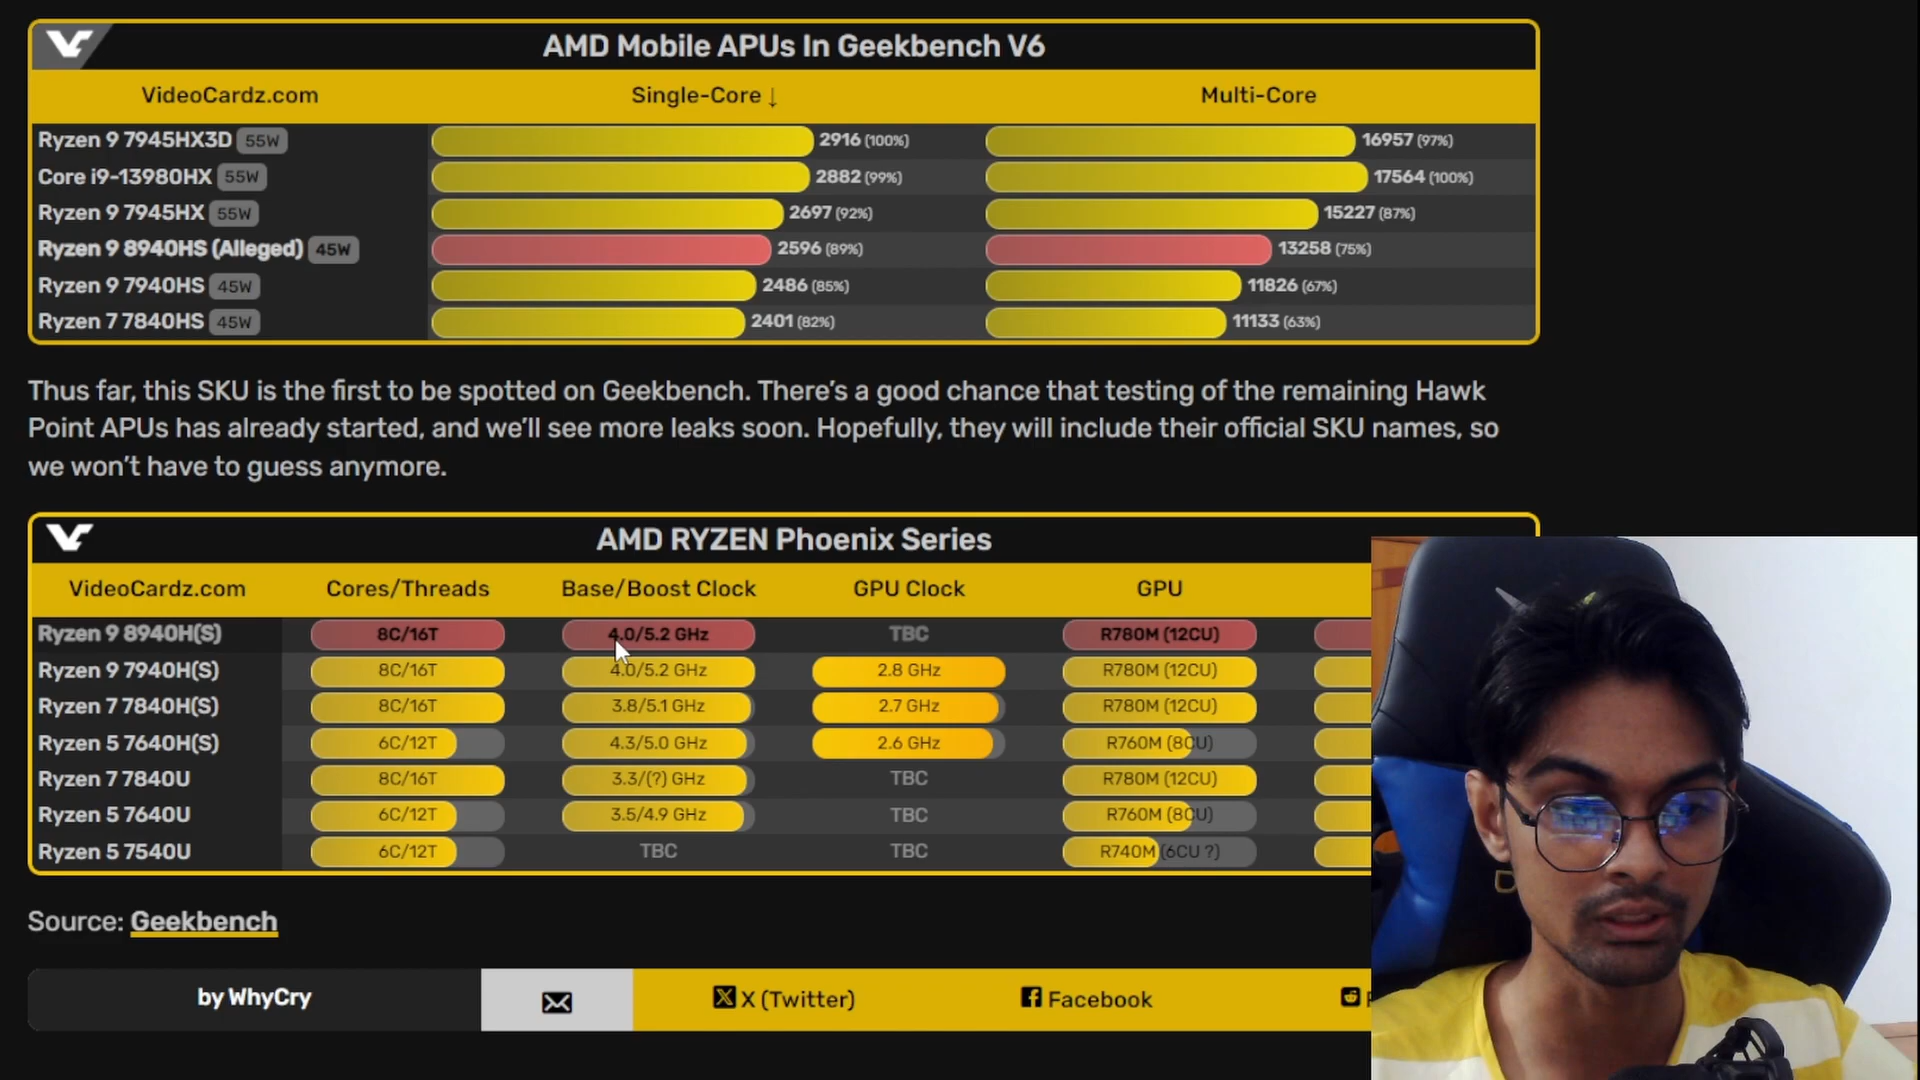 AMD Mobile APUs In Geekbench V6
VideoCardz.com Single-Core ↓ Multi-Core
Ryzen 9 7945HX3D 55W 2916 (100%) 16957 (97%)
Core i9-13980HX 55W 2882 (99%) 17564 (100%)
Ryzen 9 7945HX 55W 2697 (92%) 15227 (87%)
Ryzen 9 8940HS (Alleged) 45W 2596 (89%) 13258 (75%)
Ryzen 9 7940HS 45W 2486 (85%) 11826 (67%)
Ryzen 7 7840HS 45W 2401 (82%) 11133 (63%)
Thus far, this SKU is the first to be spotted on Geekbench. There’s a good chance that testing of the remaining Hawk
Point APUs has already started, and we’ll see more leaks soon. Hopefully, they will include their official SKU names, so
we won’t have to guess anymore.
AMD RYZEN Phoenix Series
VideoCardz.com Cores/Threads Base/Boost Clock GPU Clock GPU
Ryzen 9 8940H(S) 8C/16T 4.0/5.2 GHz TBC R780M (12CU)
Ryzen 9 7940H(S) 8C/16T 4.0/5.2 GHz 2.8 GHz R780M (12CU)
Ryzen 7 7840H(S) 8C/16T 3.8/5.1 GHz 2.7 GHz R780M (12CU)
Ryzen 5 7640H(S) 6C/12T 4.3/5.0 GHz 2.6 GHz R760M (8CU)
Ryzen 7 7840U 8C/16T 3.3/(?) GHz TBC R780M (12CU)
Ryzen 5 7640U 6C/12T 3.5/4.9 GHz TBC R760M (8CU)
Ryzen 5 7540U 6C/12T TBC TBC R740M (6CU ?)
Source: Geekbench
by WhyCry X (Twitter) Facebook